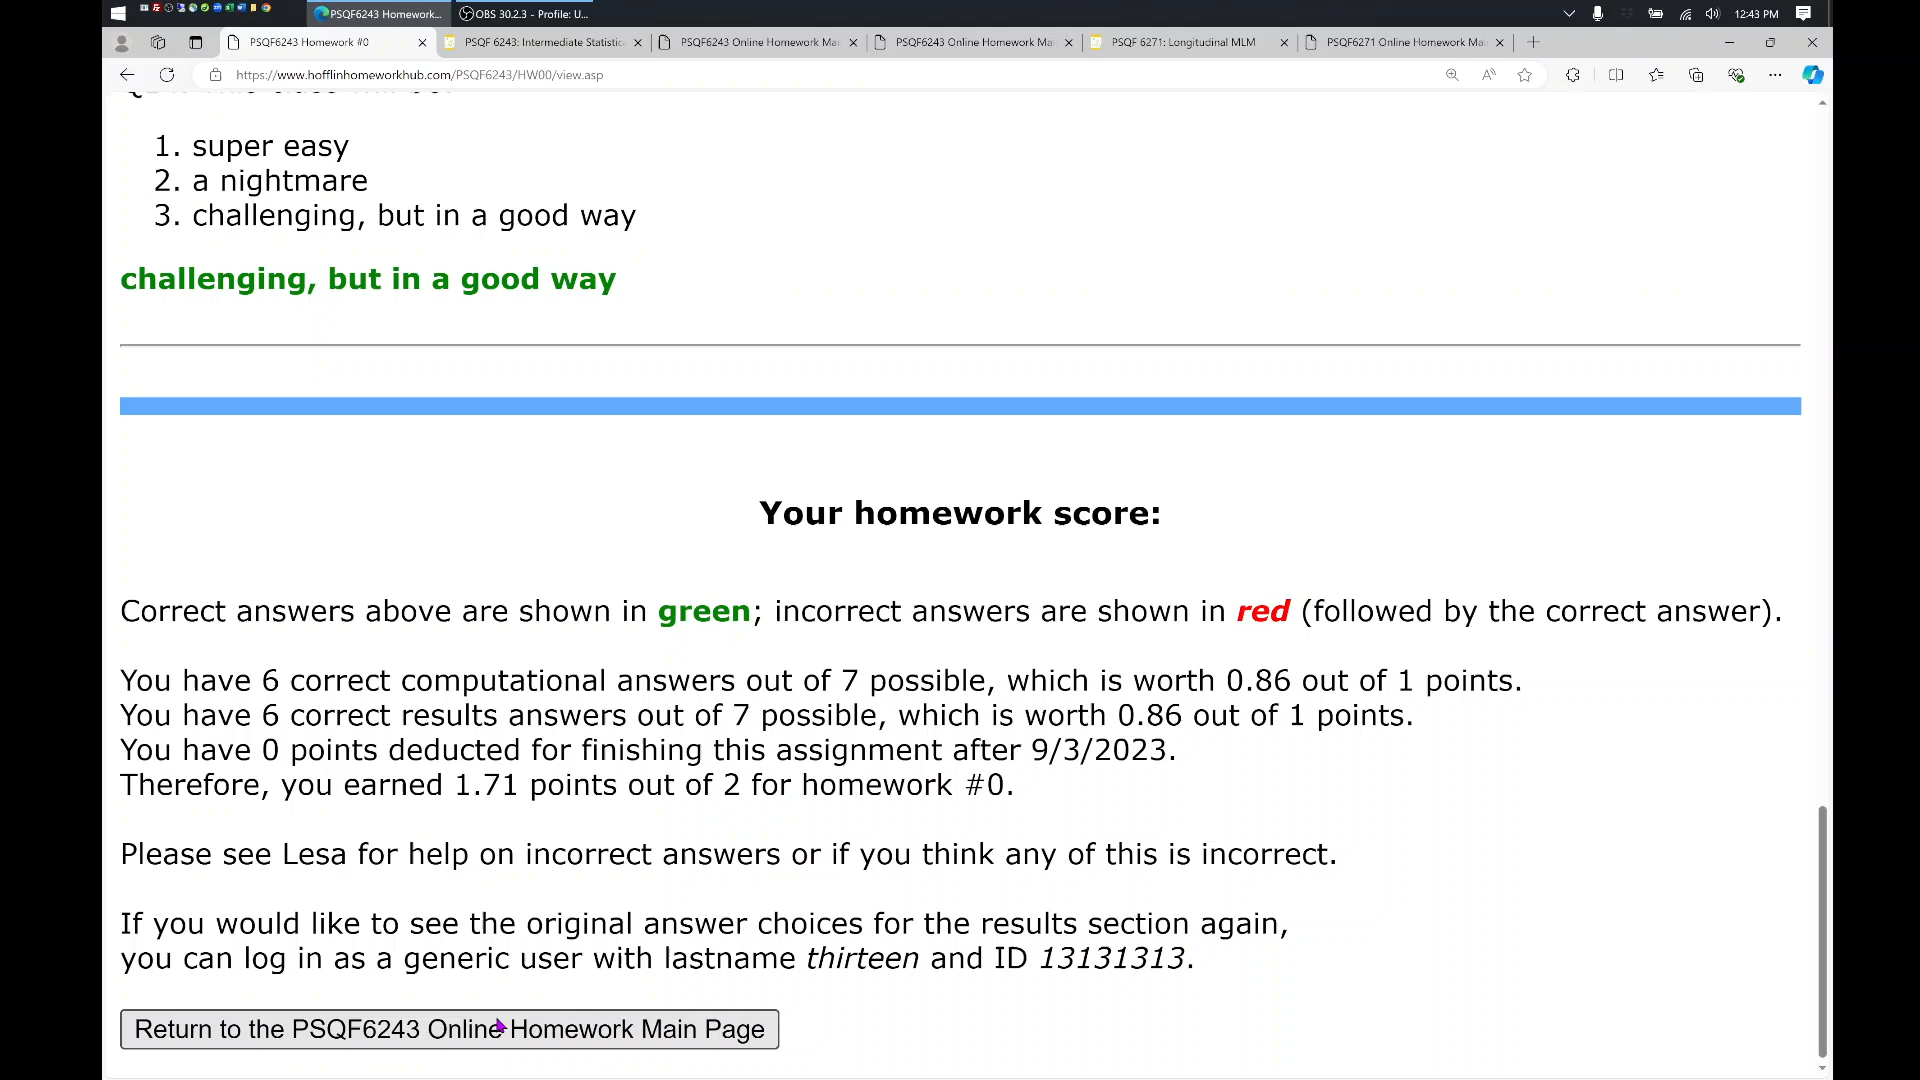 PSQF6243 Homework...
OBS 30.2.3 - Profile: U...
12:43 PM
PSQF6243 Homework #0
PSQF 6243: Intermediate Statistic
PSQF6243 Online Homework Mai
PSQF6243 Online Homework Mai
PSQF 6271: Longitudinal MLM
PSQF6271 Online Homework Mai
https://www.hofflinhomeworkhub.com/PSQF6243/HW00/view.asp
1. super easy
2. a nightmare
3. challenging, but in a good way
challenging, but in a good way
Your homework score:
Correct answers above are shown in green; incorrect answers are shown in red (followed by the correct answer).
You have 6 correct computational answers out of 7 possible, which is worth 0.86 out of 1 points.
You have 6 correct results answers out of 7 possible, which is worth 0.86 out of 1 points.
You have 0 points deducted for finishing this assignment after 9/3/2023.
Therefore, you earned 1.71 points out of 2 for homework #0.
Please see Lesa for help on incorrect answers or if you think any of this is incorrect.
If you would like to see the original answer choices for the results section again,
you can log in as a generic user with lastname thirteen and ID 13131313.
Return to the PSQF6243 Online Homework Main Page